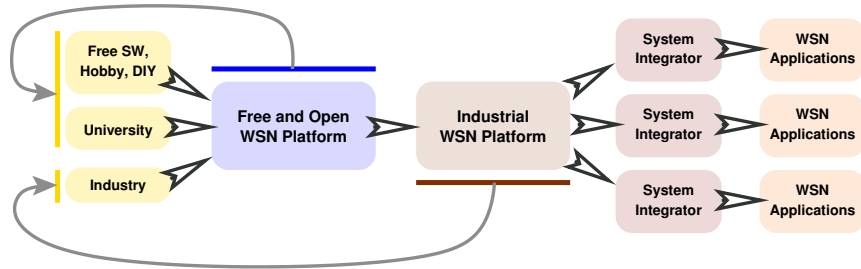 Free SW,
Hobby, DIY
University
Industry
Free and Open
WSN Platform
Industrial
WSN Platform
System
Integrator
WSN
Applications
System
Integrator
WSN
Applications
System
Integrator
WSN
Applications